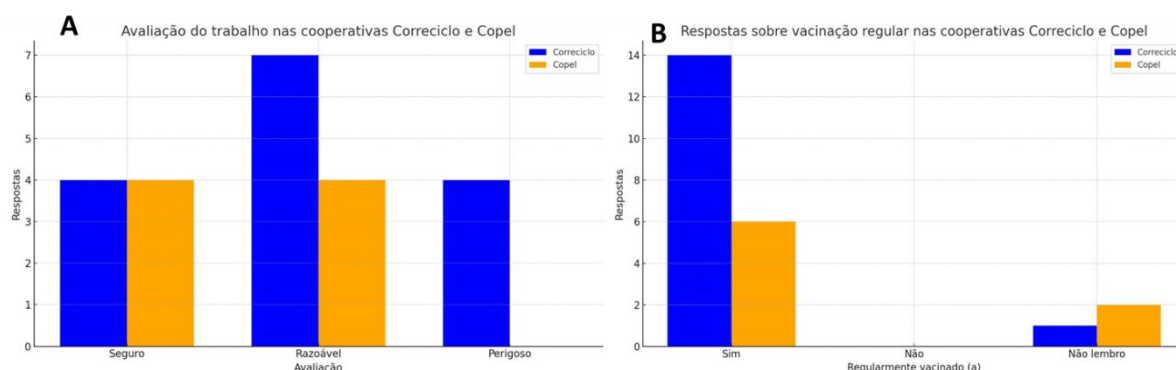 A
Avaliação do trabalho nas cooperativas Correciclo e Copel
7
6
5
4
3
2
1
0
Respostas
Correciclo
Copel
Seguro
Razoável
Perigoso
Avaliação
B
Respostas sobre vacinação regular nas cooperativas Correciclo e Copel
14
12
10
8
6
4
2
0
Respostas
Correciclo
Copel
Sim
Não
Não lembro
Regularmente vacinado (a)